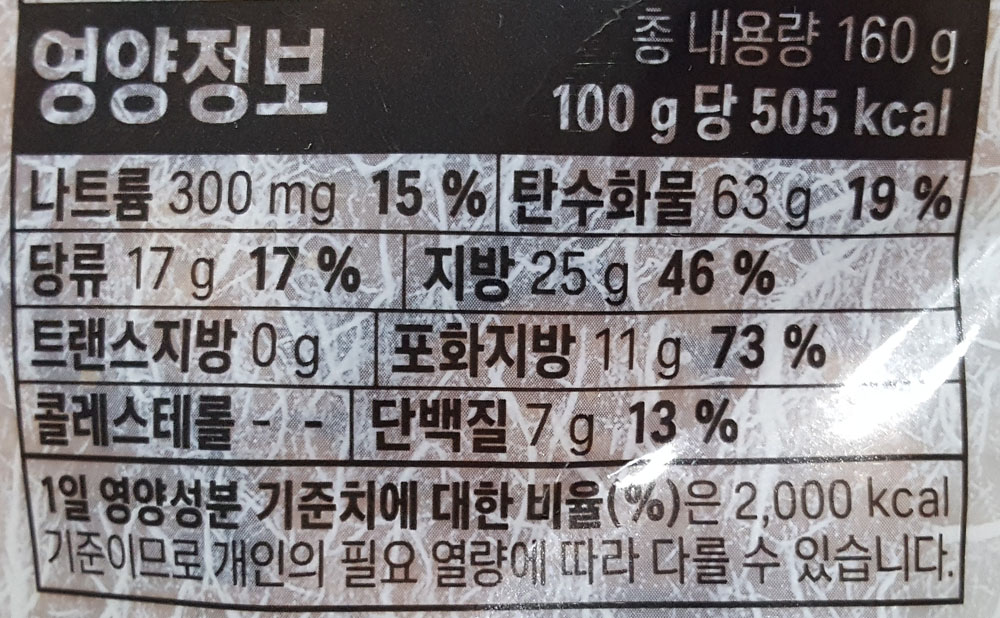 영양정보
총 내용량 160 g
100 g 당 505 kcal
나트륨 300 mg 15 % 탄수화물 63 g 19 %
당류 17 g 17 % 지방 25 g 46 %
트랜스지방 0 g 포화지방 11 g 73 %
콜레스테롤 - - 단백질 7 g 13 %
1일 영양성분 기준치에 대한 비율(%)은 2,000 kcal
기준이므로 개인의 필요 열량에 따라 다를 수 있습니다.